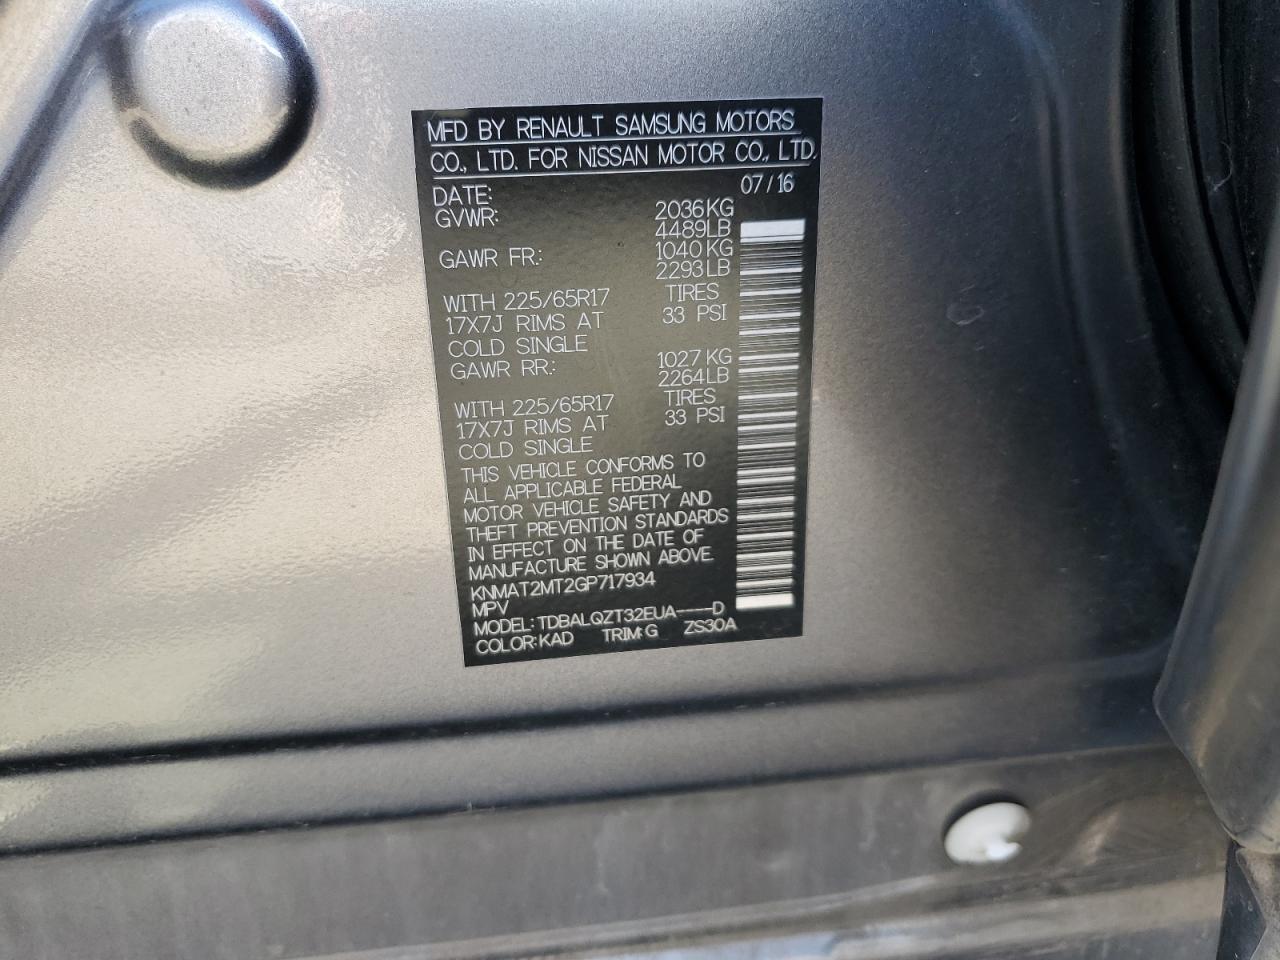 MFD BY RENAULT SAMSUNG MOTORS
CO., LTD. FOR NISSAN MOTOR CO., LTD.
DATE: 07/16
GVWR: 2036KG
4489LB
GAWR FR.: 1040KG
2293LB
WITH 225/65R17 TIRES
17X7J RIMS AT 33 PSI
COLD SINGLE
GAWR RR.: 1027KG
2264LB
WITH 225/65R17 TIRES
17X7J RIMS AT 33 PSI
COLD SINGLE
THIS VEHICLE CONFORMS TO
ALL APPLICABLE FEDERAL
MOTOR VEHICLE SAFETY AND
THEFT PREVENTION STANDARDS
IN EFFECT ON THE DATE OF
MANUFACTURE SHOWN ABOVE.
KNMAT2MT2GP717934
MPV
MODEL: TDBALQZT32EUA----D
COLOR: KAD TRIM: G ZS30A